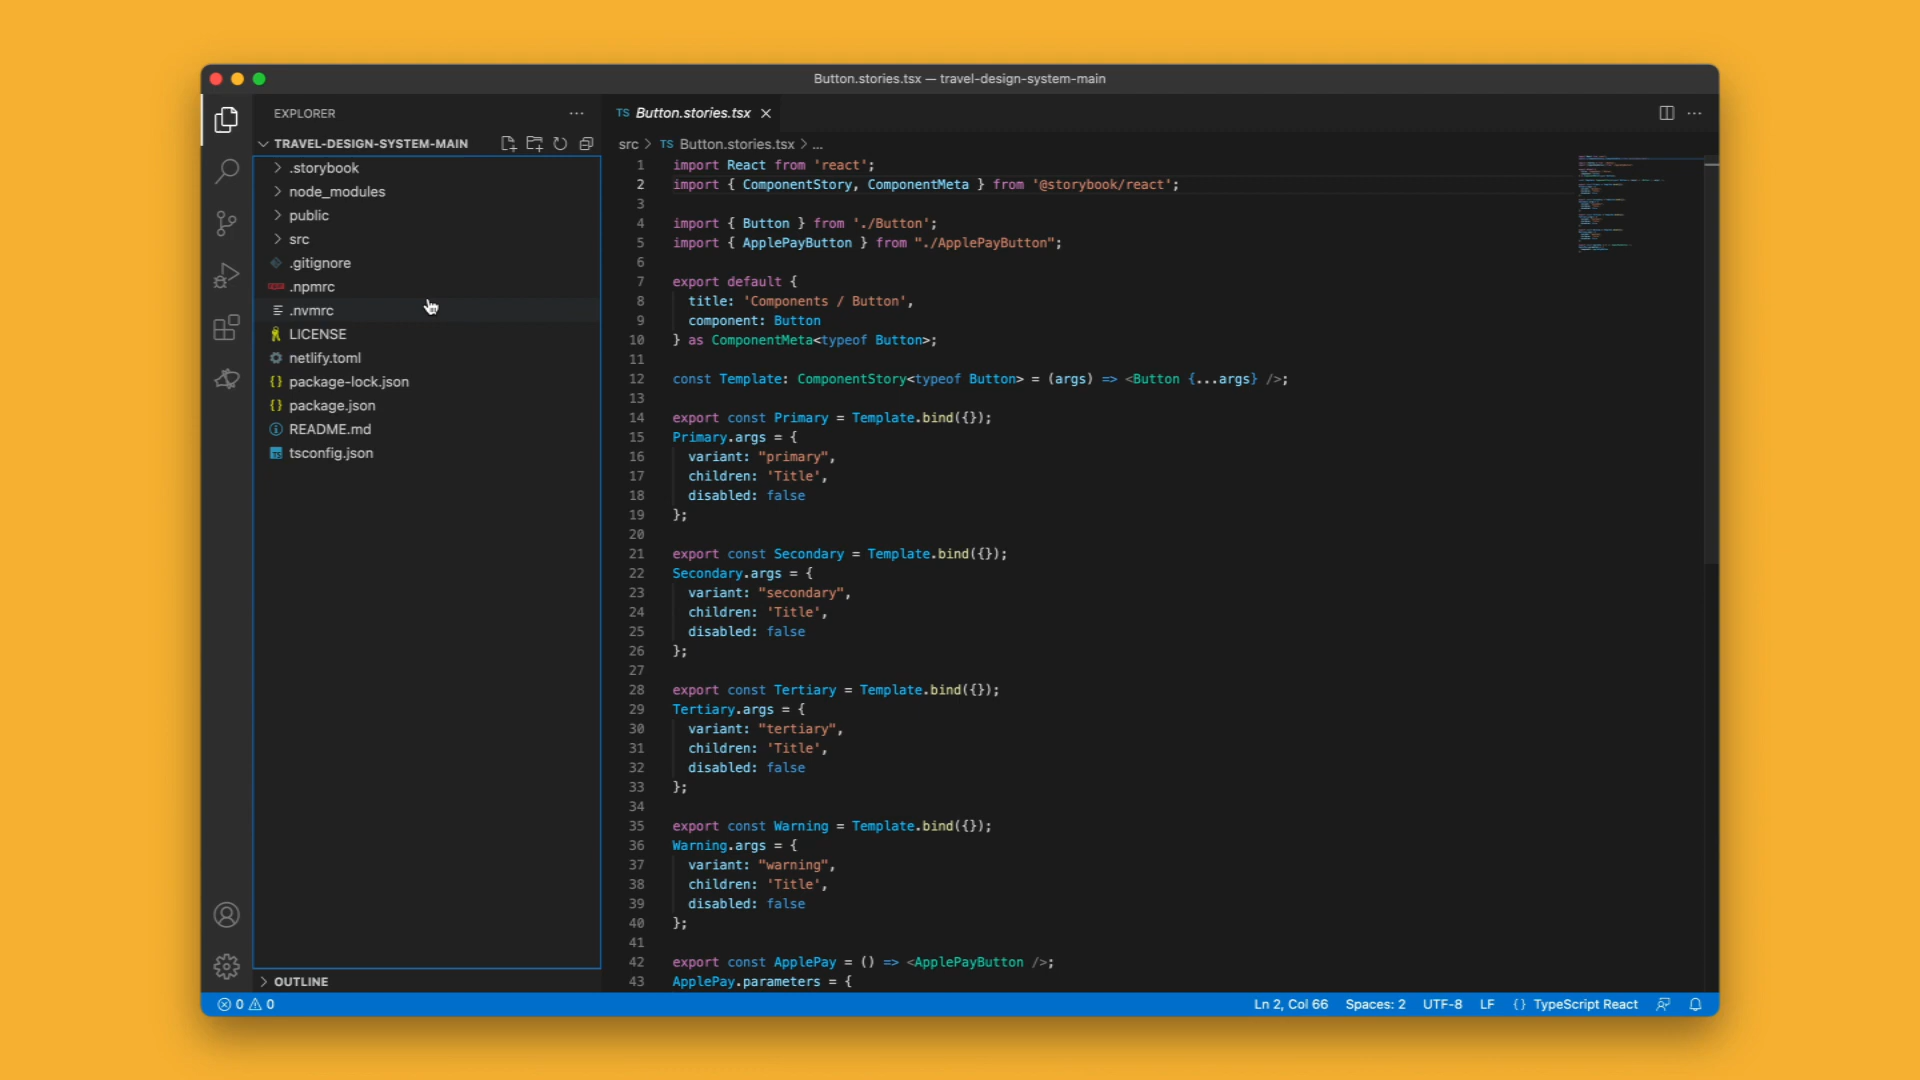 Button.stories.tsx — travel-design-system-main
EXPLORER
TRAVEL-DESIGN-SYSTEM-MAIN
.storybook
node_modules
public
src
.gitignore
.npmrc
.nvmrc
LICENSE
netlify.toml
{} package-lock.json
{} package.json
README.md
TS tsconfig.json
OUTLINE
TS Button.stories.tsx
src > TS Button.stories.tsx > ...
1 import React from 'react';
2 import { ComponentStory, ComponentMeta } from '@storybook/react';
3
4 import { Button } from './Button';
5 import { ApplePayButton } from "./ApplePayButton";
6
7 export default {
8 title: 'Components / Button',
9 component: Button
10 } as ComponentMeta<typeof Button>;
11
12 const Template: ComponentStory<typeof Button> = (args) => <Button {...args} />;
13
14 export const Primary = Template.bind({});
15 Primary.args = {
16 variant: "primary",
17 children: 'Title',
18 disabled: false
19 };
20
21 export const Secondary = Template.bind({});
22 Secondary.args = {
23 variant: "secondary",
24 children: 'Title',
25 disabled: false
26 };
27
28 export const Tertiary = Template.bind({});
29 Tertiary.args = {
30 variant: "tertiary",
31 children: 'Title',
32 disabled: false
33 };
34
35 export const Warning = Template.bind({});
36 Warning.args = {
37 variant: "warning",
38 children: 'Title',
39 disabled: false
40 };
41
42 export const ApplePay = () => <ApplePayButton />;
43 ApplePay.parameters = {
0 0
Ln 2, Col 66 Spaces: 2 UTF-8 LF {} TypeScript React